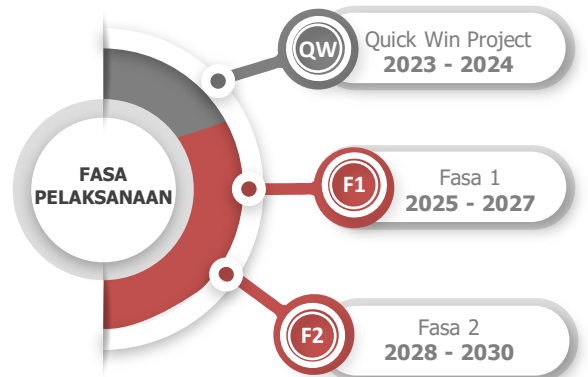 FASA
PELAKSANAAN
QW
Quick Win Project
2023 - 2024
F1
Fasa 1
2025 - 2027
F2
Fasa 2
2028 - 2030